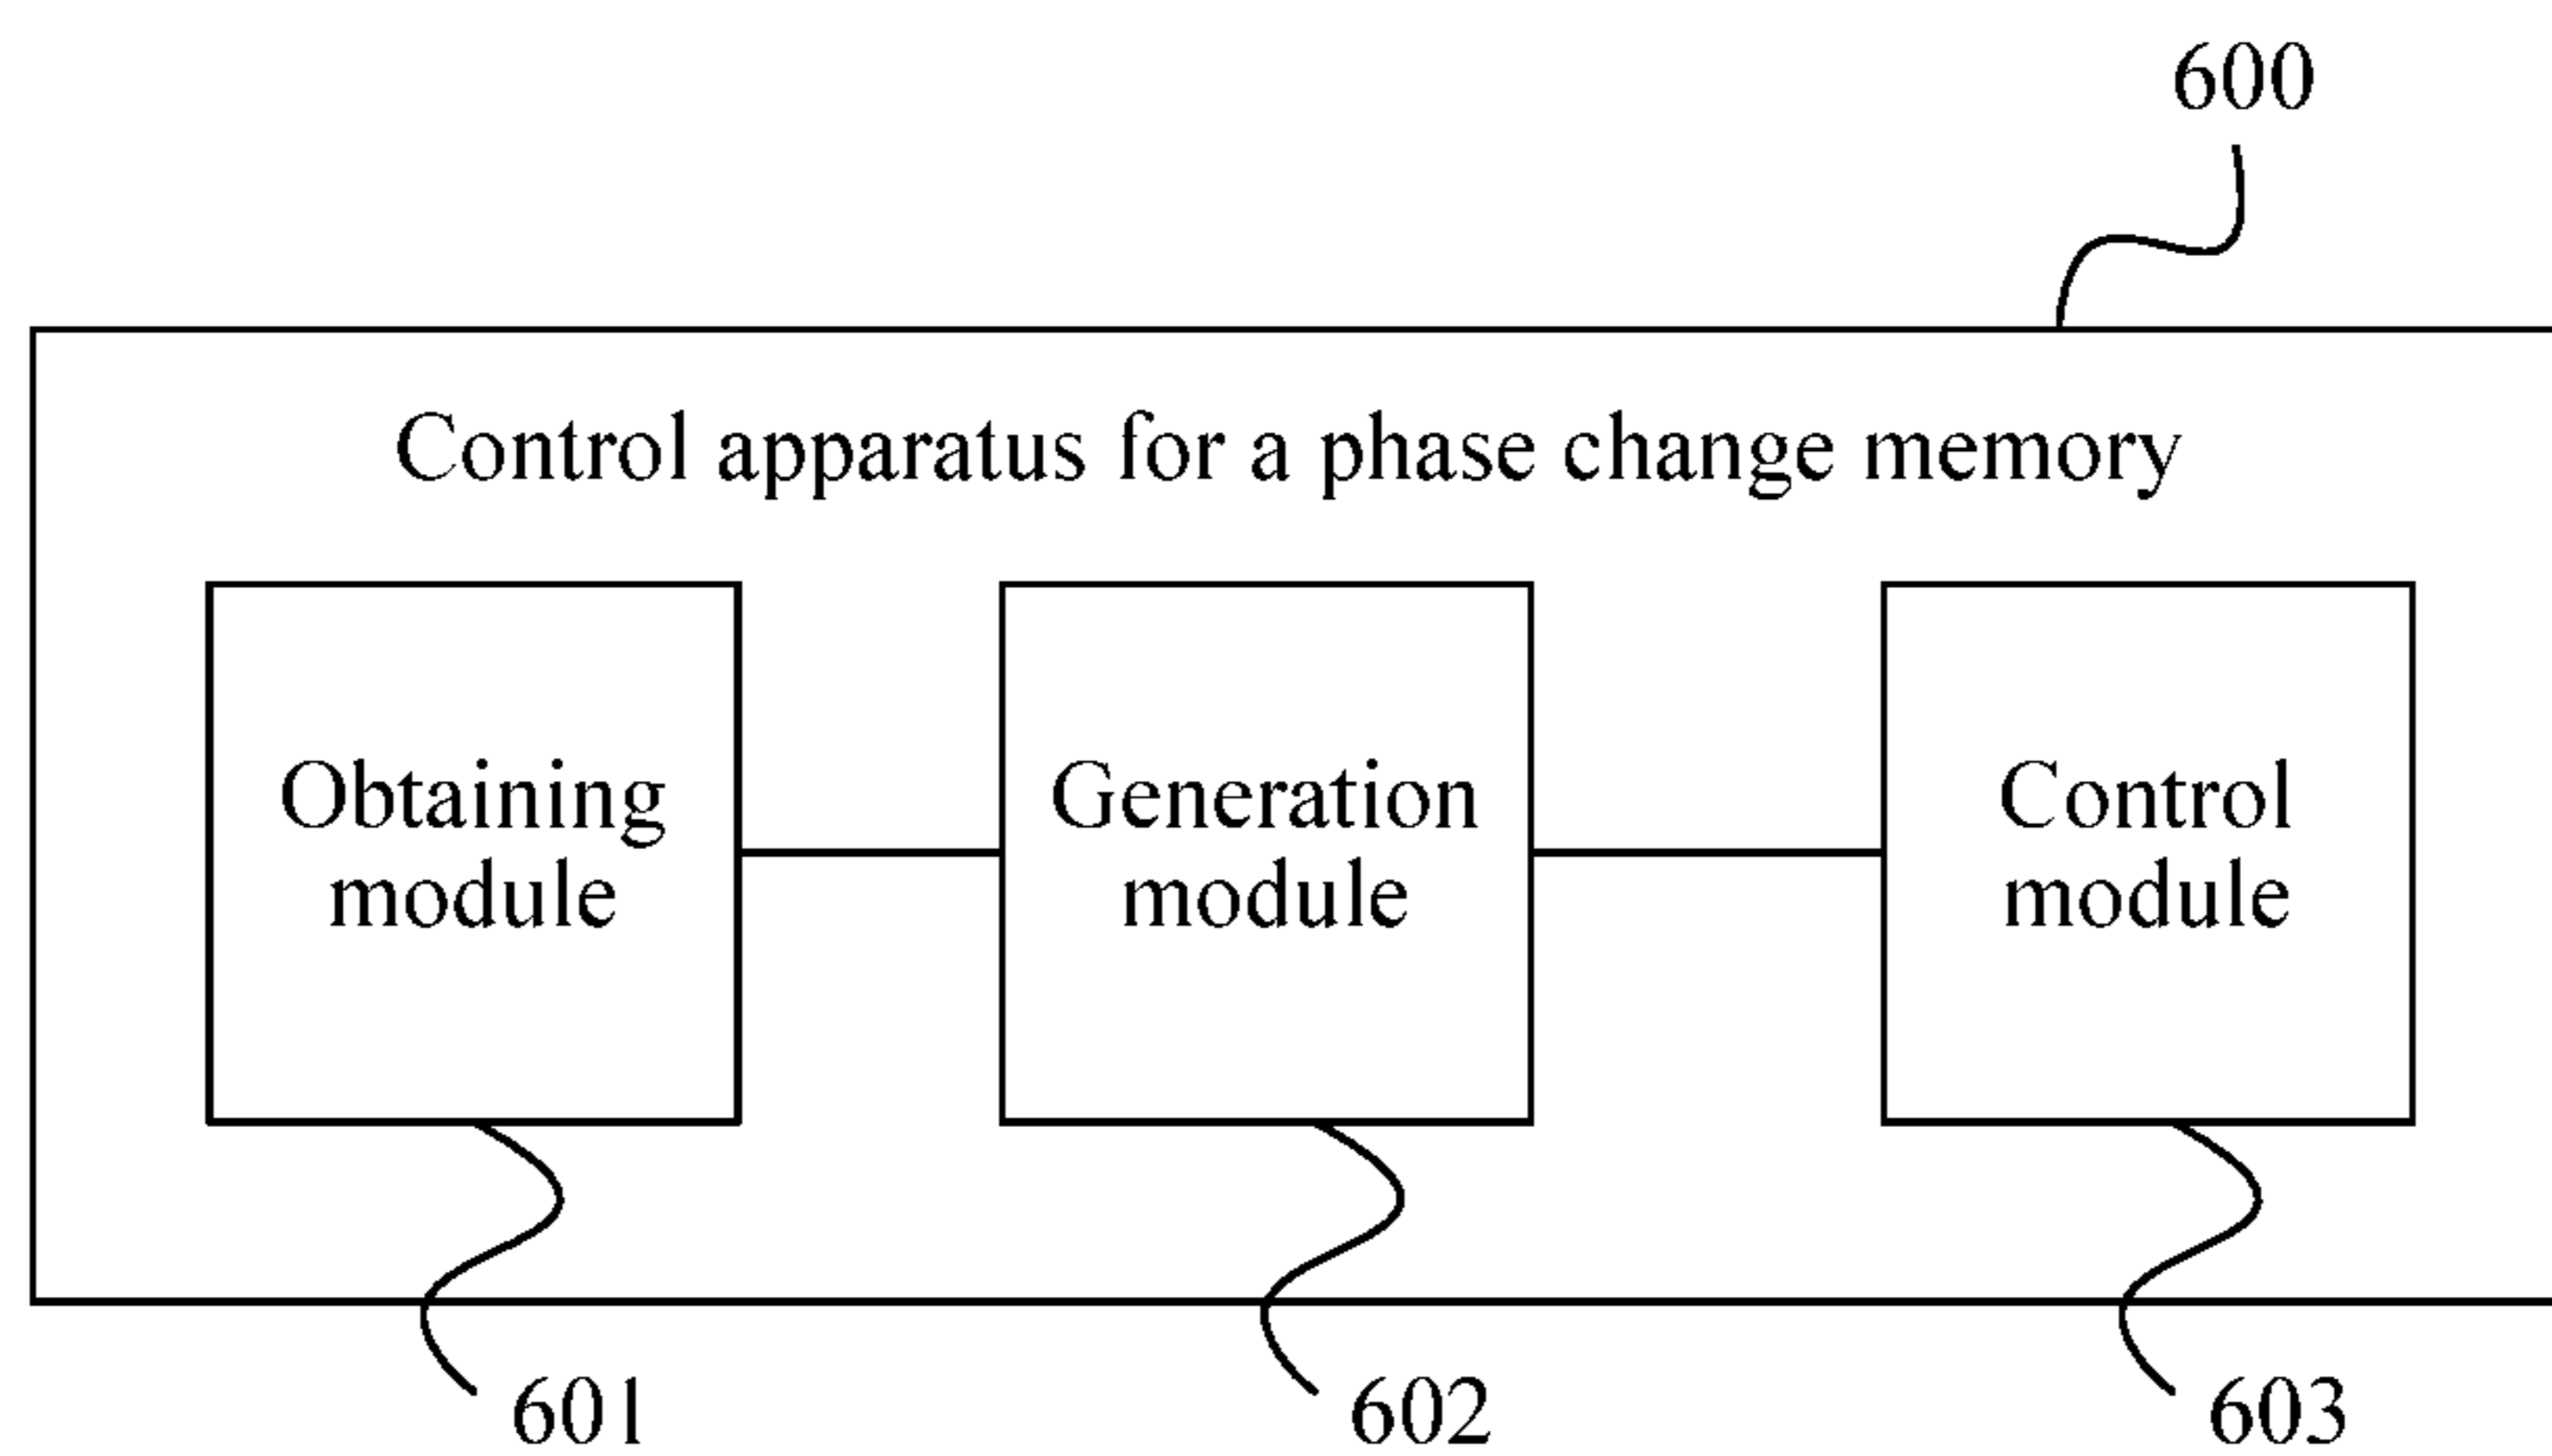 600
Control apparatus for a phase change memory
Obtaining
module
Generation
module
Control
module
601
602
603